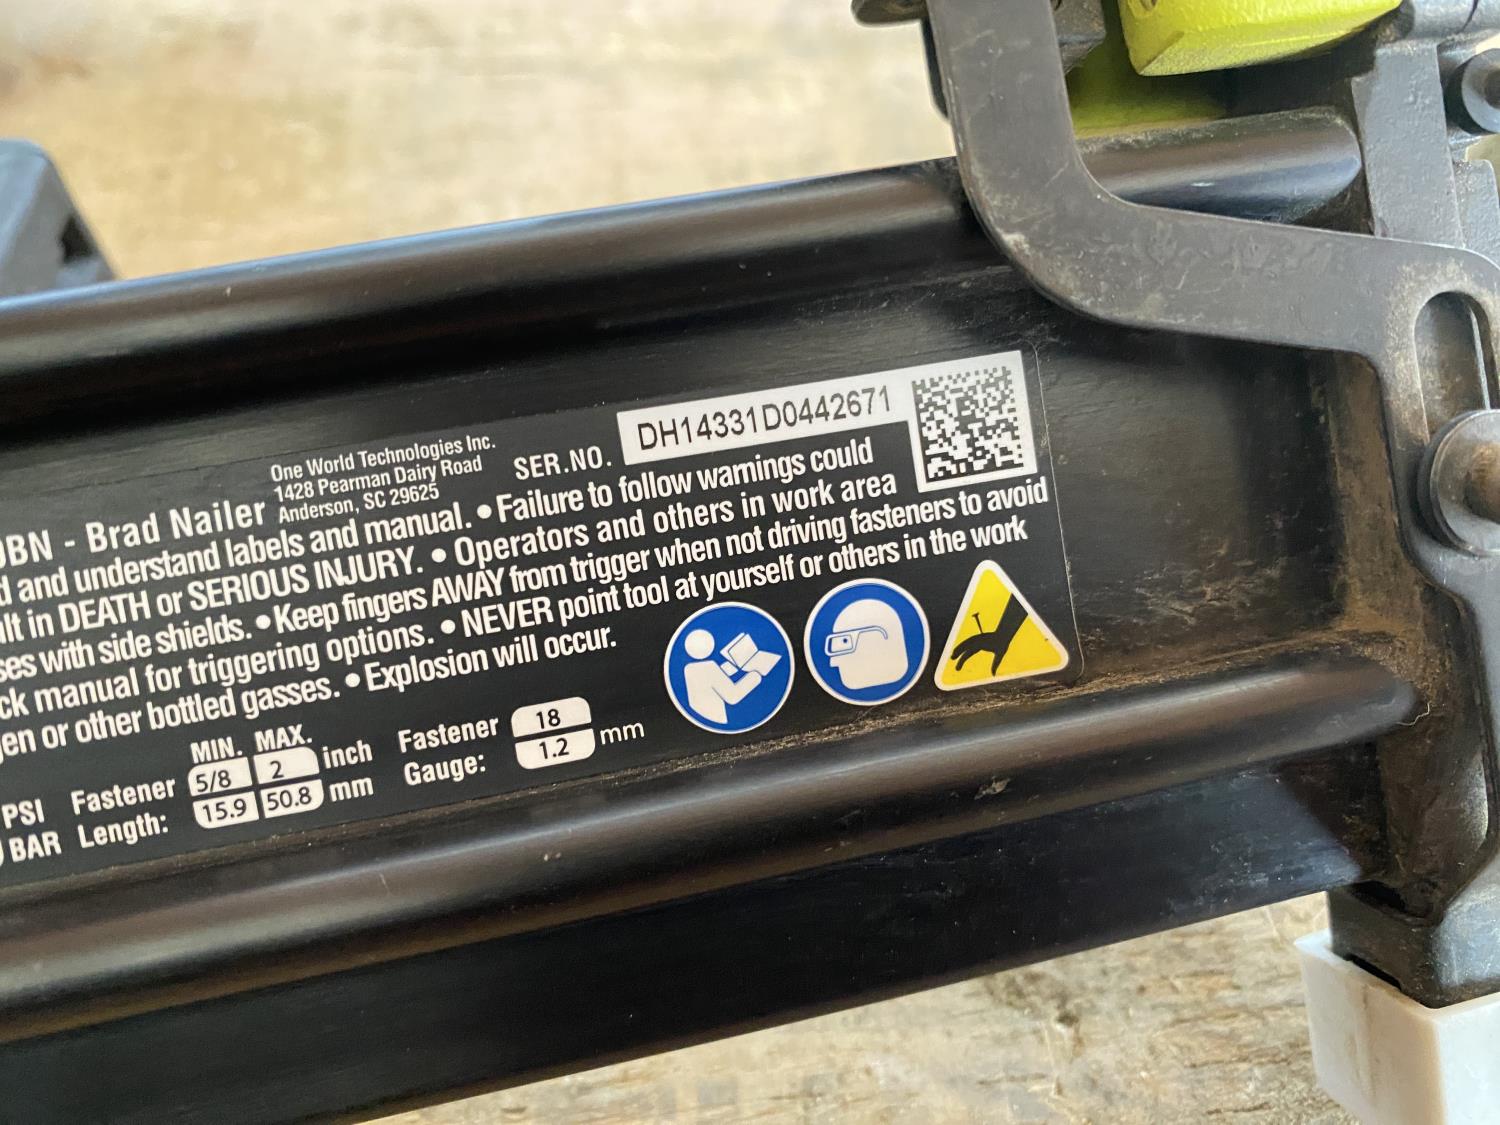 One World Technologies Inc.
1428 Pearman Dairy Road
Anderson, SC 29625
SER.NO. DH14331D0442671
BN - Brad Nailer
and understand labels and manual. • Failure to follow warnings could
in DEATH or SERIOUS INJURY. • Operators and others in work area
with side shields. • Keep fingers AWAY from trigger when not driving fasteners to avoid
manual for triggering options. • NEVER point tool at yourself or others in the work
or other bottled gasses. • Explosion will occur.
MIN. MAX.
PSI Fastener 5/8 2 inch Fastener 18
BAR Length: 15.9 50.8 mm Gauge: 1.2 mm